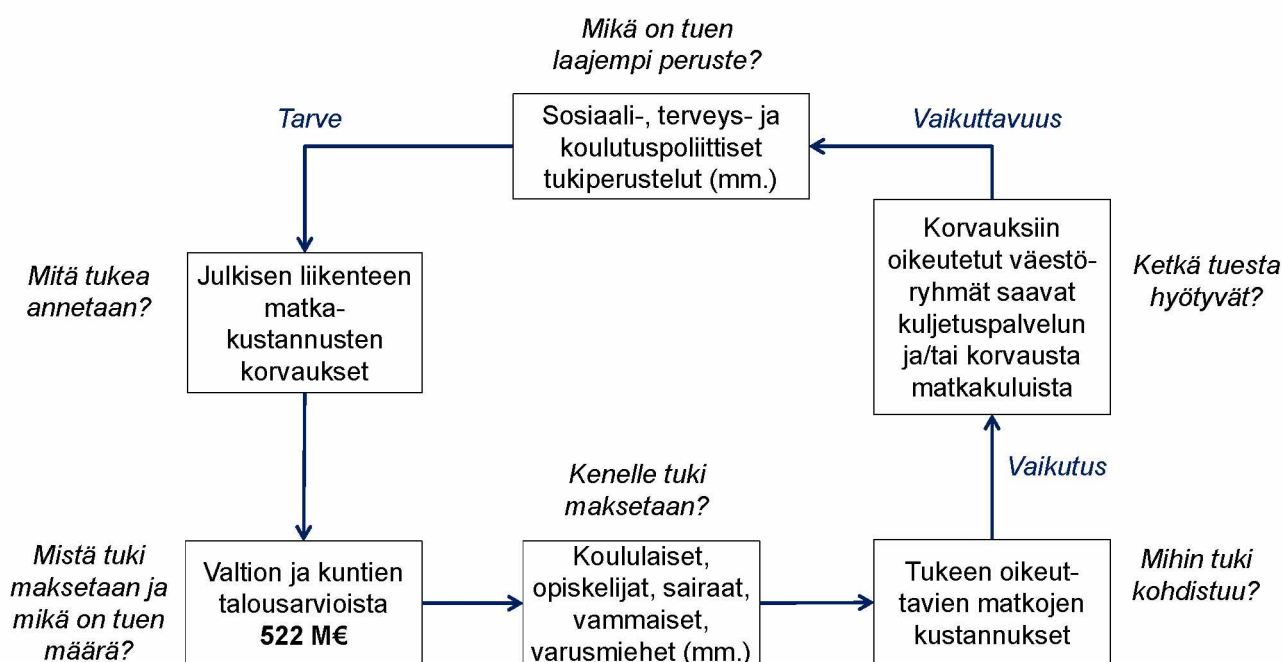 Mikä on tuen
laajempi peruste?
Tarve
Sosiaali-, terveys- ja
koulutuspoliittiset
tukiperustelut (mm.)
Vaikuttavuus
Mitä tukea
annetaan?
Julkisen liikenteen
matka-
kustannusten
korvaukset
Korvauksiin
oikeutetut väestö-
ryhmät saavat
kuljetuspalvelun
ja/tai korvausta
matkakuluista
Ketkä tuesta
hyötyvät?
Kenelle tuki
maksetaan?
Vaikutus
Mistä tuki
maksetaan ja
mikä on tuen
määrä?
Valtion ja kuntien
talousarvioista
522 M€
Koululaiset,
opiskelijat, sairaat,
vammaiset,
varusmiehet (mm.)
Tukeen oikeut-
tavien matkojen
kustannukset
Mihin tuki
kohdistuu?